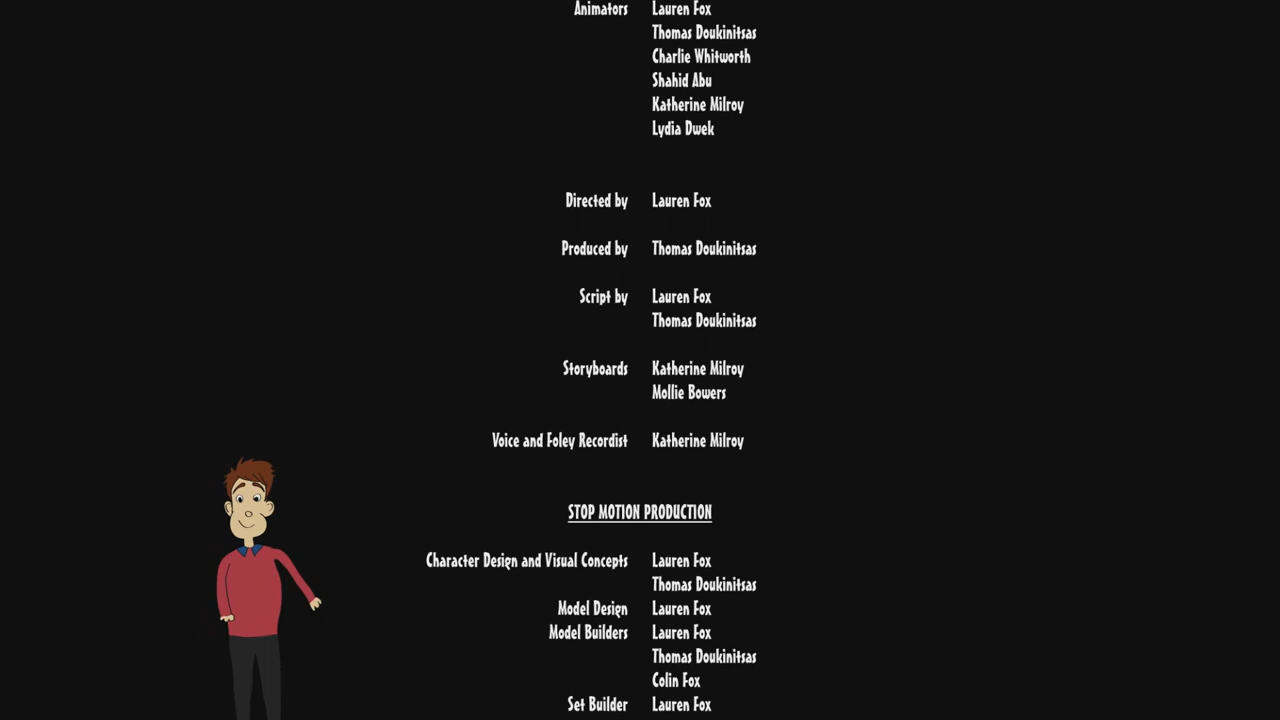 Animators Lauren Fox
Thomas Doukinitsas
Charlie Whitworth
Shahid Abu
Katherine Milroy
Lydia Dwek
Directed by Lauren Fox
Produced by Thomas Doukinitsas
Script by Lauren Fox
Thomas Doukinitsas
Storyboards Katherine Milroy
Mollie Bowers
Voice and Foley Recordist Katherine Milroy
STOP MOTION PRODUCTION
Character Design and Visual Concepts Lauren Fox
Thomas Doukinitsas
Model Design Lauren Fox
Model Builders Lauren Fox
Thomas Doukinitsas
Colin Fox
Set Builder Lauren Fox